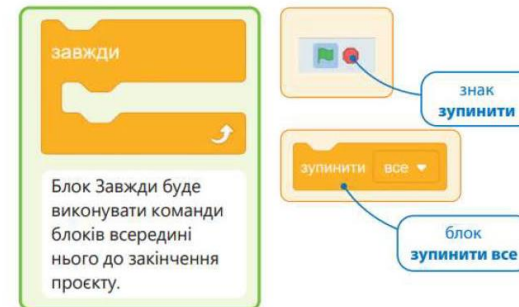 завжди
Блок Завжди буде
виконувати команди
блоків всередині
нього до закінчення
проєкту.
знак
зупинити
зупинити все
блок
зупинити все